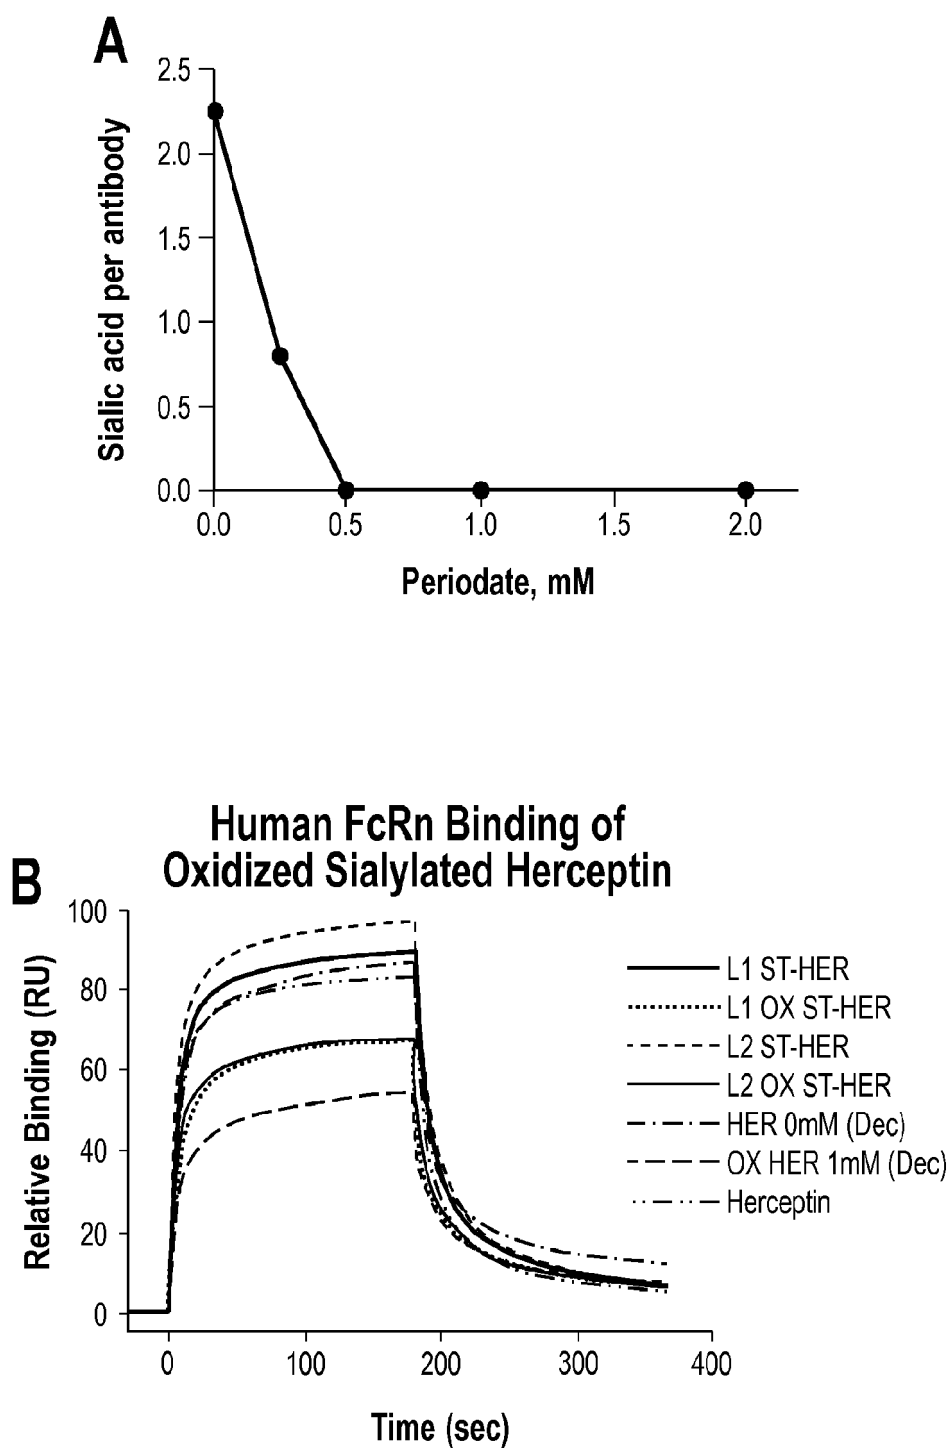 A
2.5
2.0
1.5
1.0
0.5
0.0
Sialic acid per antibody
0.0 0.5 1.0 1.5 2.0
Periodate, mM
Human FcRn Binding of
Oxidized Sialylated Herceptin
B
100
80
60
40
20
0
Relative Binding (RU)
L1 ST-HER
L1 OX ST-HER
L2 ST-HER
L2 OX ST-HER
HER 0mM (Dec)
OX HER 1mM (Dec)
Herceptin
0 100 200 300 400
Time (sec)